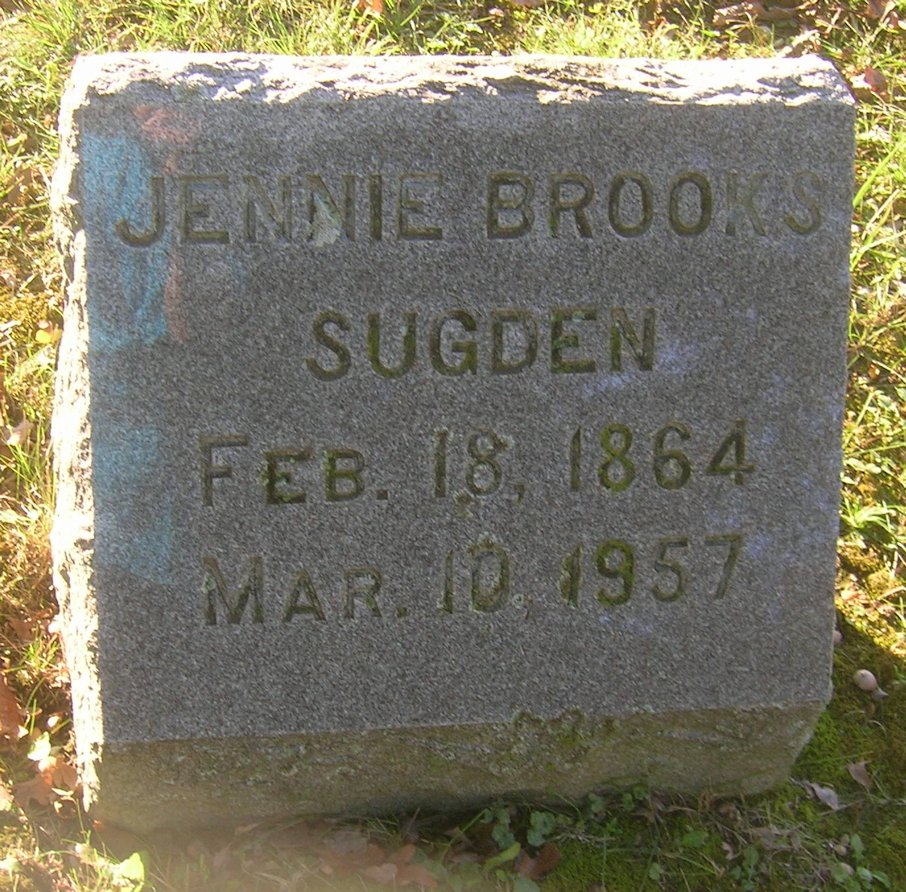 JENNIE BROOKS
SUGDEN
FEB. 18, 1864
MAR. 10, 1957